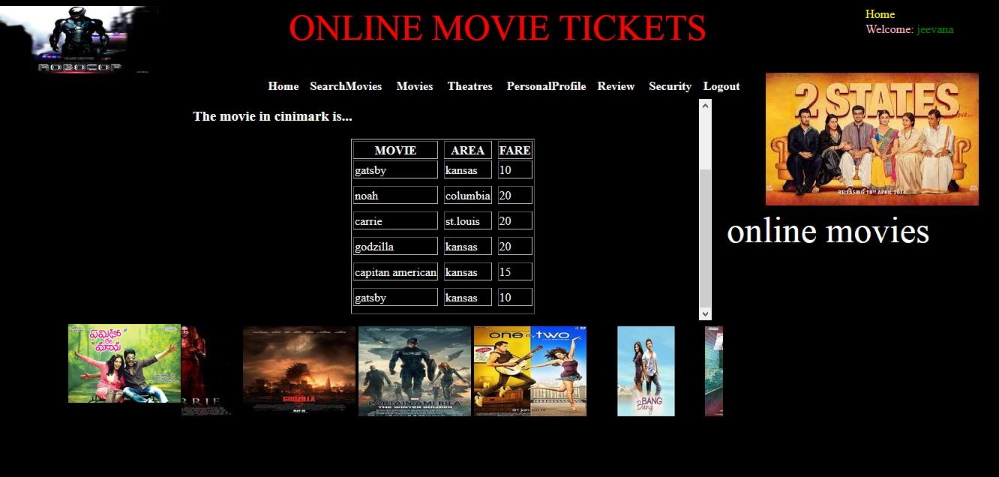 ONLINE MOVIE TICKETS
Home
Welcome: jeevana
ROBOCOP
Home SearchMovies Movies Theatres PersonalProfile Review Security Logout
2 STATES
RELEASING 18TH APRIL 2014
The movie in cinimark is...
MOVIE AREA FARE
gatsby kansas 10
noah columbia 20
carrie st.louis 20
godzilla kansas 20
capitan american kansas 15
gatsby kansas 10
online movies
RRIE
GODZILLA
CAPTAIN AMERICA
THE WINTER SOLDIER
one by two
31 jan 2014
BANG
Bang